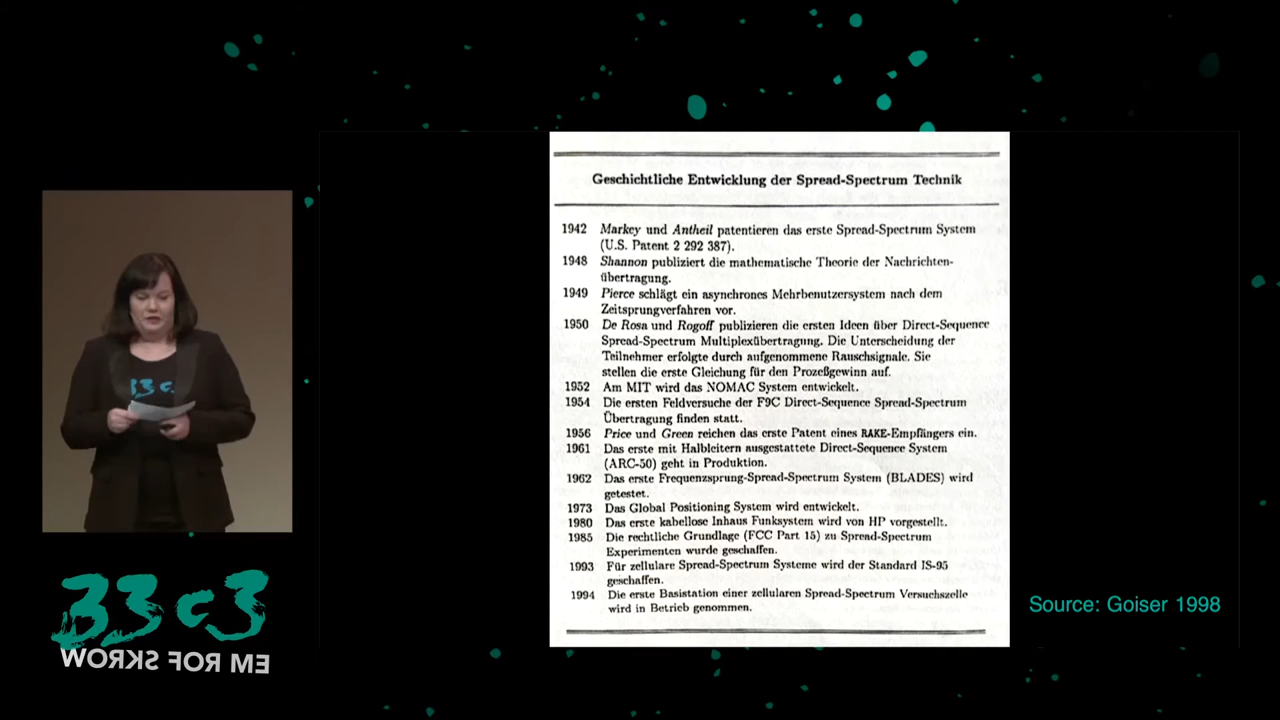 Geschichtliche Entwicklung der Spread-Spectrum Technik
1942 Markey und Antheil patentieren das erste Spread-Spectrum System
(U.S. Patent 2 292 387).
1948 Shannon publiziert die mathematische Theorie der Nachrichten-
übertragung.
1949 Pierce schlägt ein asynchrones Mehrbenutzersystem nach dem
Zeitsprungverfahren vor.
1950 De Rosa und Rogoff publizieren die ersten Ideen über Direct-Sequence
Spread-Spectrum Multiplexübertragung. Die Unterscheidung der
Teilnehmer erfolgte durch aufgenommene Rauschsignale. Sie
stellen die erste Gleichung für den Prozeßgewinn auf.
1952 Am MIT wird das NOMAC System entwickelt.
1954 Die ersten Feldversuche der F9C Direct-Sequence Spread-Spectrum
Übertragung finden statt.
1956 Price und Green reichen das erste Patent eines RAKE-Empfängers ein.
1961 Das erste mit Halbleitern ausgestattete Direct-Sequence System
(ARC-50) geht in Produktion.
1962 Das erste Frequenzsprung-Spread-Spectrum System (BLADES) wird
getestet.
1973 Das Global Positioning System wird entwickelt.
1980 Das erste kabellose Inhaus Funksystem wird von HP vorgestellt.
1985 Die rechtliche Grundlage (FCC Part 15) zu Spread-Spectrum
Experimenten wurde geschaffen.
1993 Für zellulare Spread-Spectrum Systeme wird der Standard IS-95
geschaffen.
1994 Die erste Basistation einer zellularen Spread-Spectrum Versuchszelle
wird in Betrieb genommen.
Source: Goiser 1998
33c3
33c3
WORKS FOR ME